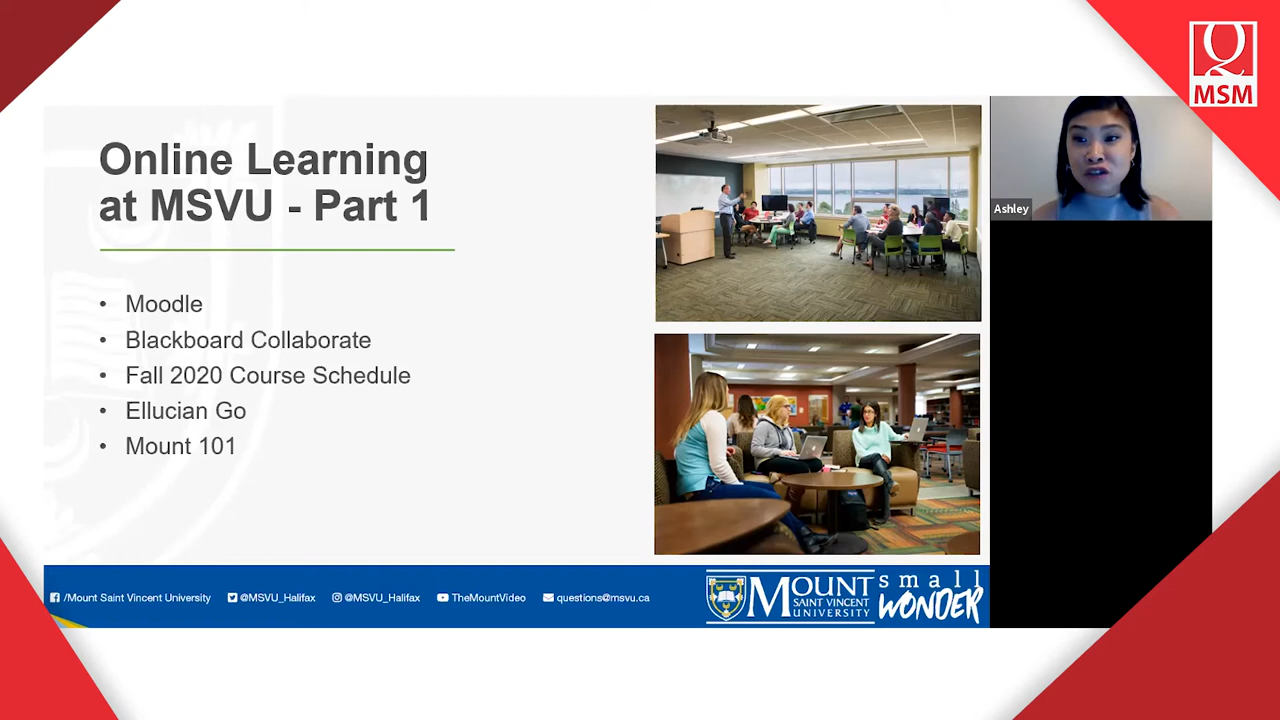 MSM
Online Learning
at MSVU - Part 1
• Moodle
• Blackboard Collaborate
• Fall 2020 Course Schedule
• Ellucian Go
• Mount 101
Ashley
/Mount Saint Vincent University @MSVU_Halifax @MSVU_Halifax TheMountVideo questions@msvu.ca
MOUNT
SAINT VINCENT
UNIVERSITY
small
WONDER